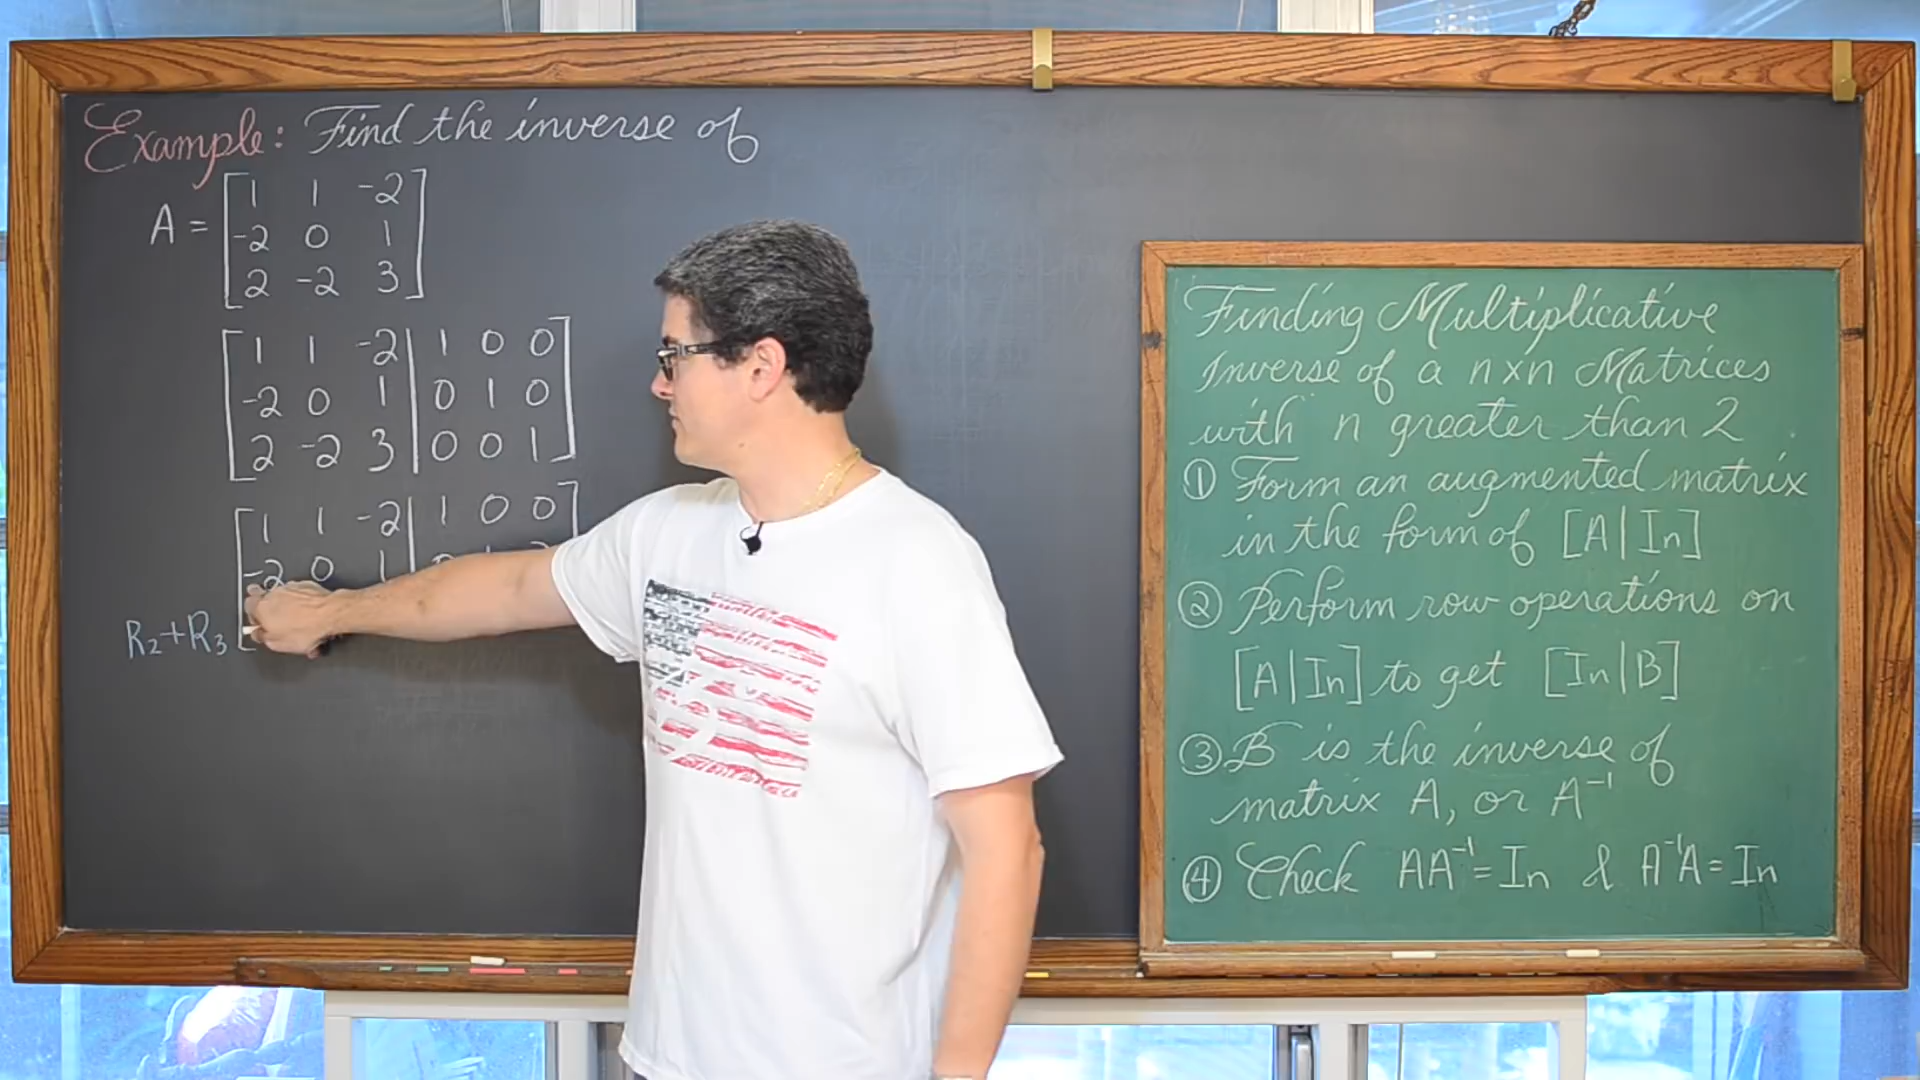 Example: Find the inverse of
A = [ 1 1 -2 ]
[ -2 0 1 ]
[ 2 -2 3 ]
[ 1 1 -2 | 1 0 0 ]
[ -2 0 1 | 0 1 0 ]
[ 2 -2 3 | 0 0 1 ]
[ 1 1 -2 | 1 0 0 ]
-2 0 1
R2+R3
Finding Multiplicative
Inverse of a nxn Matrices
with n greater than 2
① Form an augmented matrix
in the form of [A|In]
② Perform row operations on
[A|In] to get [In|B]
③ B is the inverse of
matrix A, or A⁻¹
④ Check AA⁻¹=In & A⁻¹A=In